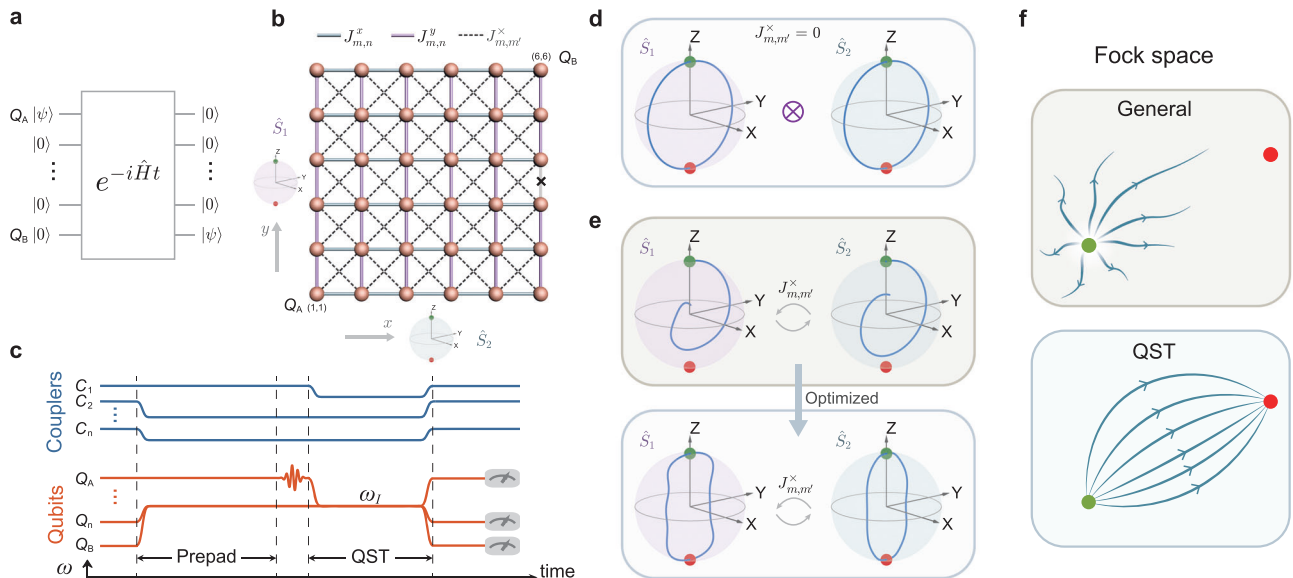 a
Q_A |ψ⟩
|0⟩
|0⟩
Q_B |0⟩
e^{-iĤt}
|0⟩
|0⟩
|0⟩
|ψ⟩
b
J^x_{m,n}
J^y_{m,n}
J^×_{m,m'}
(6,6) Q_B
Ŝ_1
Z
Y
X
y
Q_A (1,1)
x
Z
Y
X
Ŝ_2
c
Couplers
C_1
C_2
C_n
Qubits
Q_A
Q_n
Q_B
ω_I
Prepad
QST
ω
time
d
Ŝ_1
Z
Y
X
J^×_{m,m'} = 0
⊗
Ŝ_2
Z
Y
X
e
Ŝ_1
Z
Y
X
J^×_{m,m'}
Ŝ_2
Z
Y
X
Optimized
Ŝ_1
Z
Y
X
J^×_{m,m'}
Ŝ_2
Z
Y
X
f
Fock space
General
QST